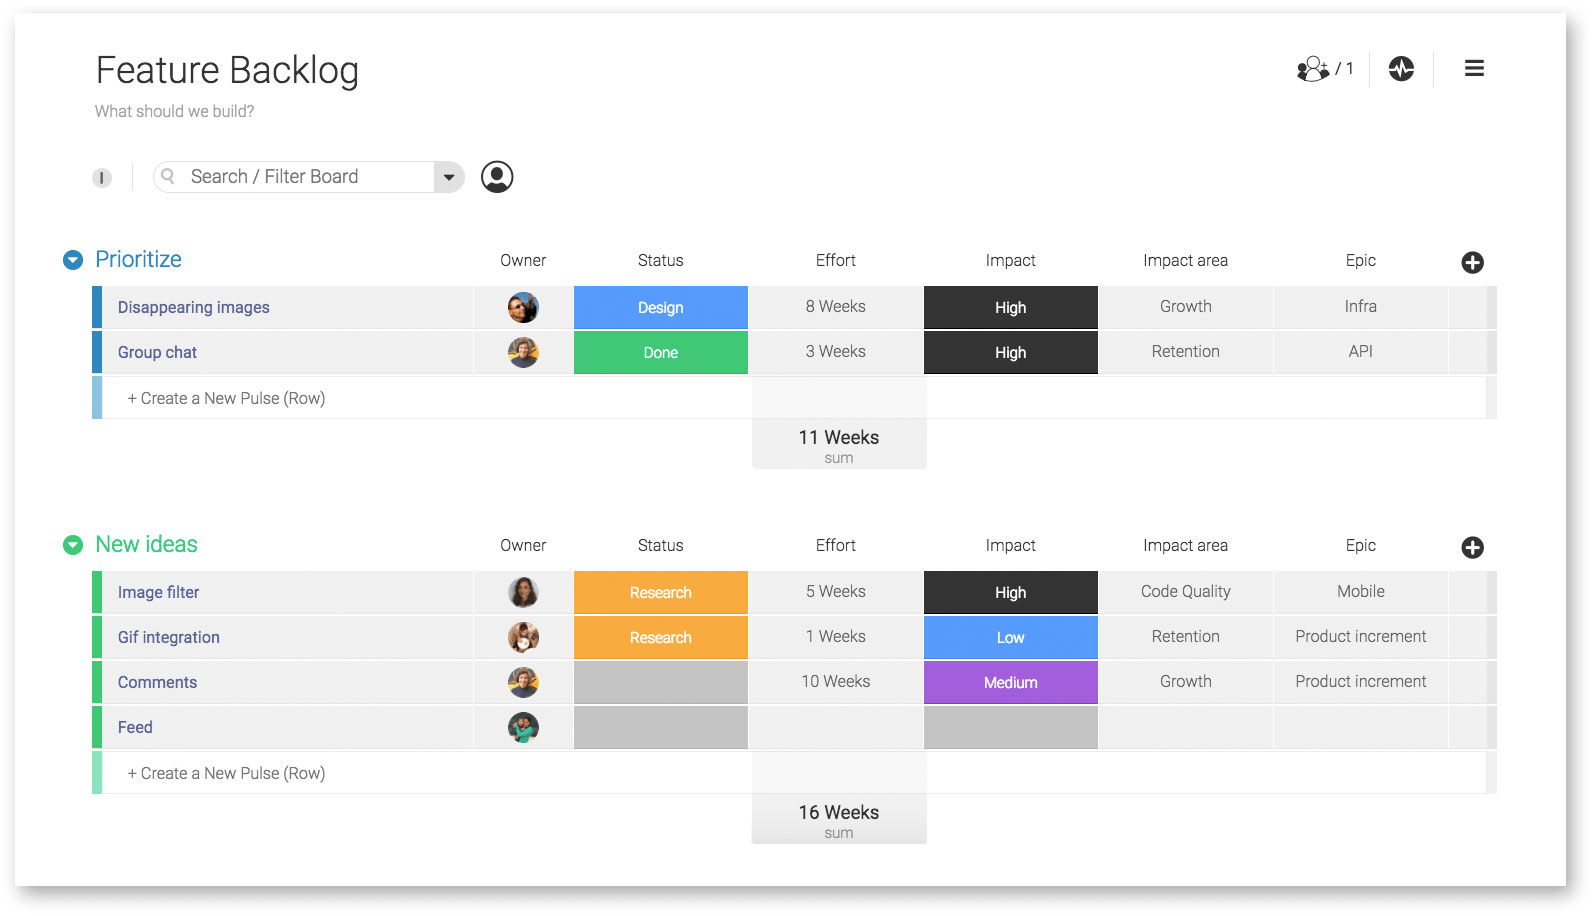 Feature Backlog
/ 1
What should we build?
Search / Filter Board
Prioritize Owner Status Effort Impact Impact area Epic
Disappearing images Design 8 Weeks High Growth Infra
Group chat Done 3 Weeks High Retention API
+ Create a New Pulse (Row)
11 Weeks
sum
New ideas Owner Status Effort Impact Impact area Epic
Image filter Research 5 Weeks High Code Quality Mobile
Gif integration Research 1 Weeks Low Retention Product increment
Comments 10 Weeks Medium Growth Product increment
Feed
+ Create a New Pulse (Row)
16 Weeks
sum